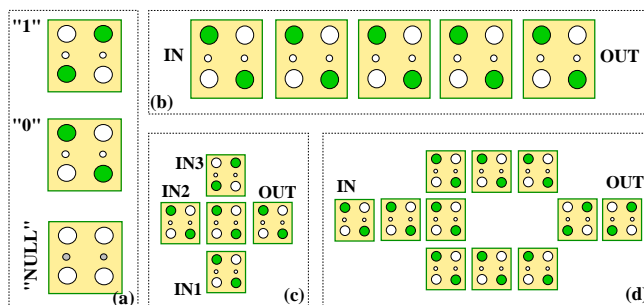 "1"
"0"
"NULL"
(a)
IN
OUT
(b)
IN3
IN2
OUT
IN1
(c)
IN
OUT
(d)